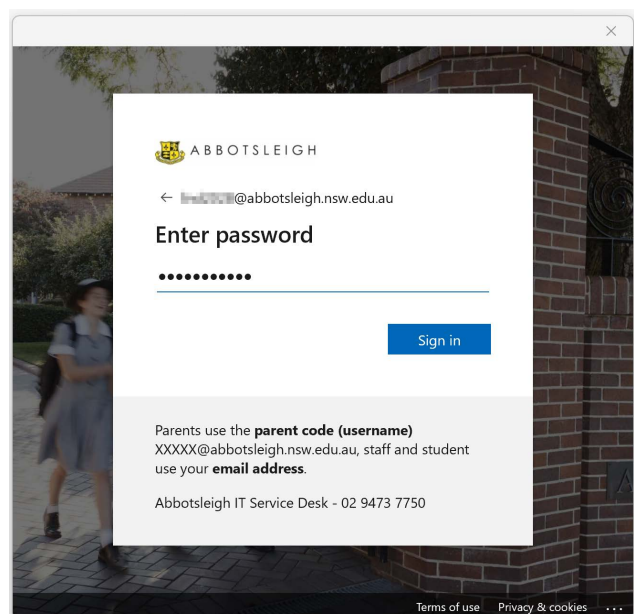 ABBOTSLEIGH
@abbotsleigh.nsw.edu.au
Enter password
Sign in
Parents use the parent code (username)
XXXXX@abbotsleigh.nsw.edu.au, staff and student
use your email address.
Abbotsleigh IT Service Desk - 02 9473 7750
Terms of use Privacy & cookies ...